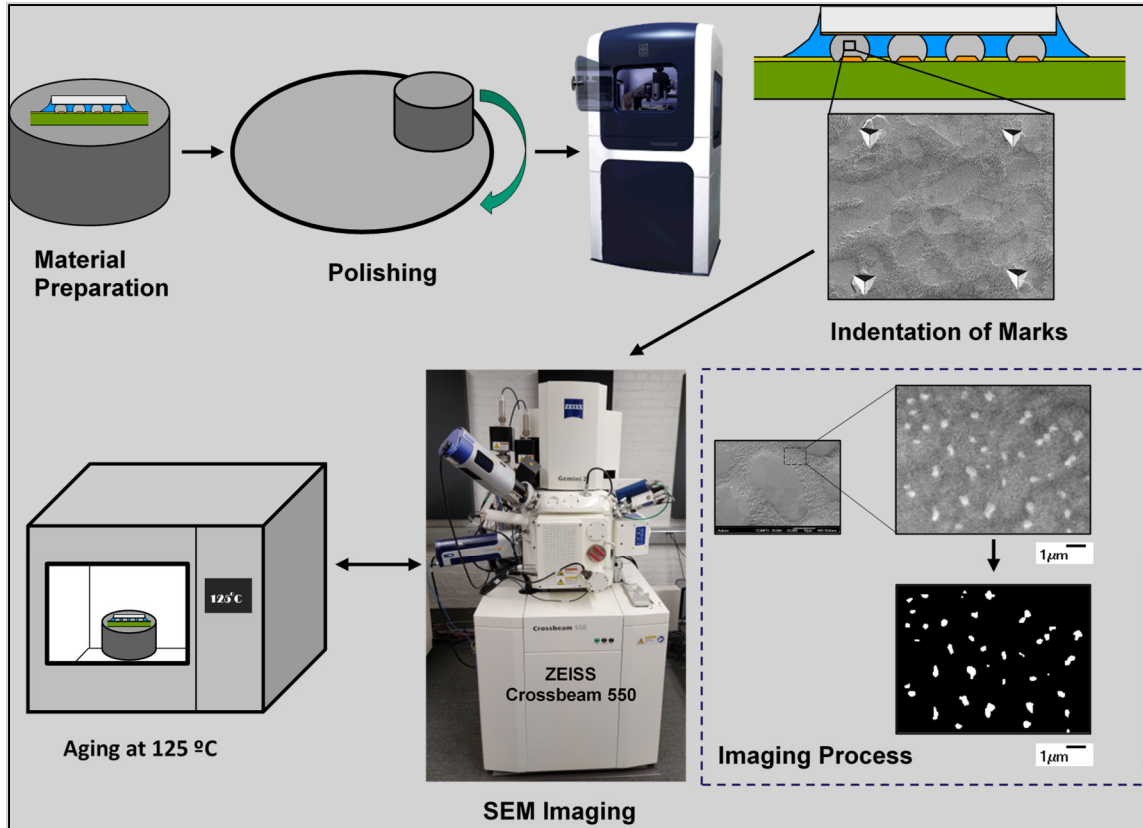 Material
Preparation
Polishing
Indentation of Marks
ZEISS
Gemini 2
Crossbeam 550
ZEISS
Crossbeam 550
SEM Imaging
125°C
Aging at 125 ºC
1µm
1µm
Imaging Process